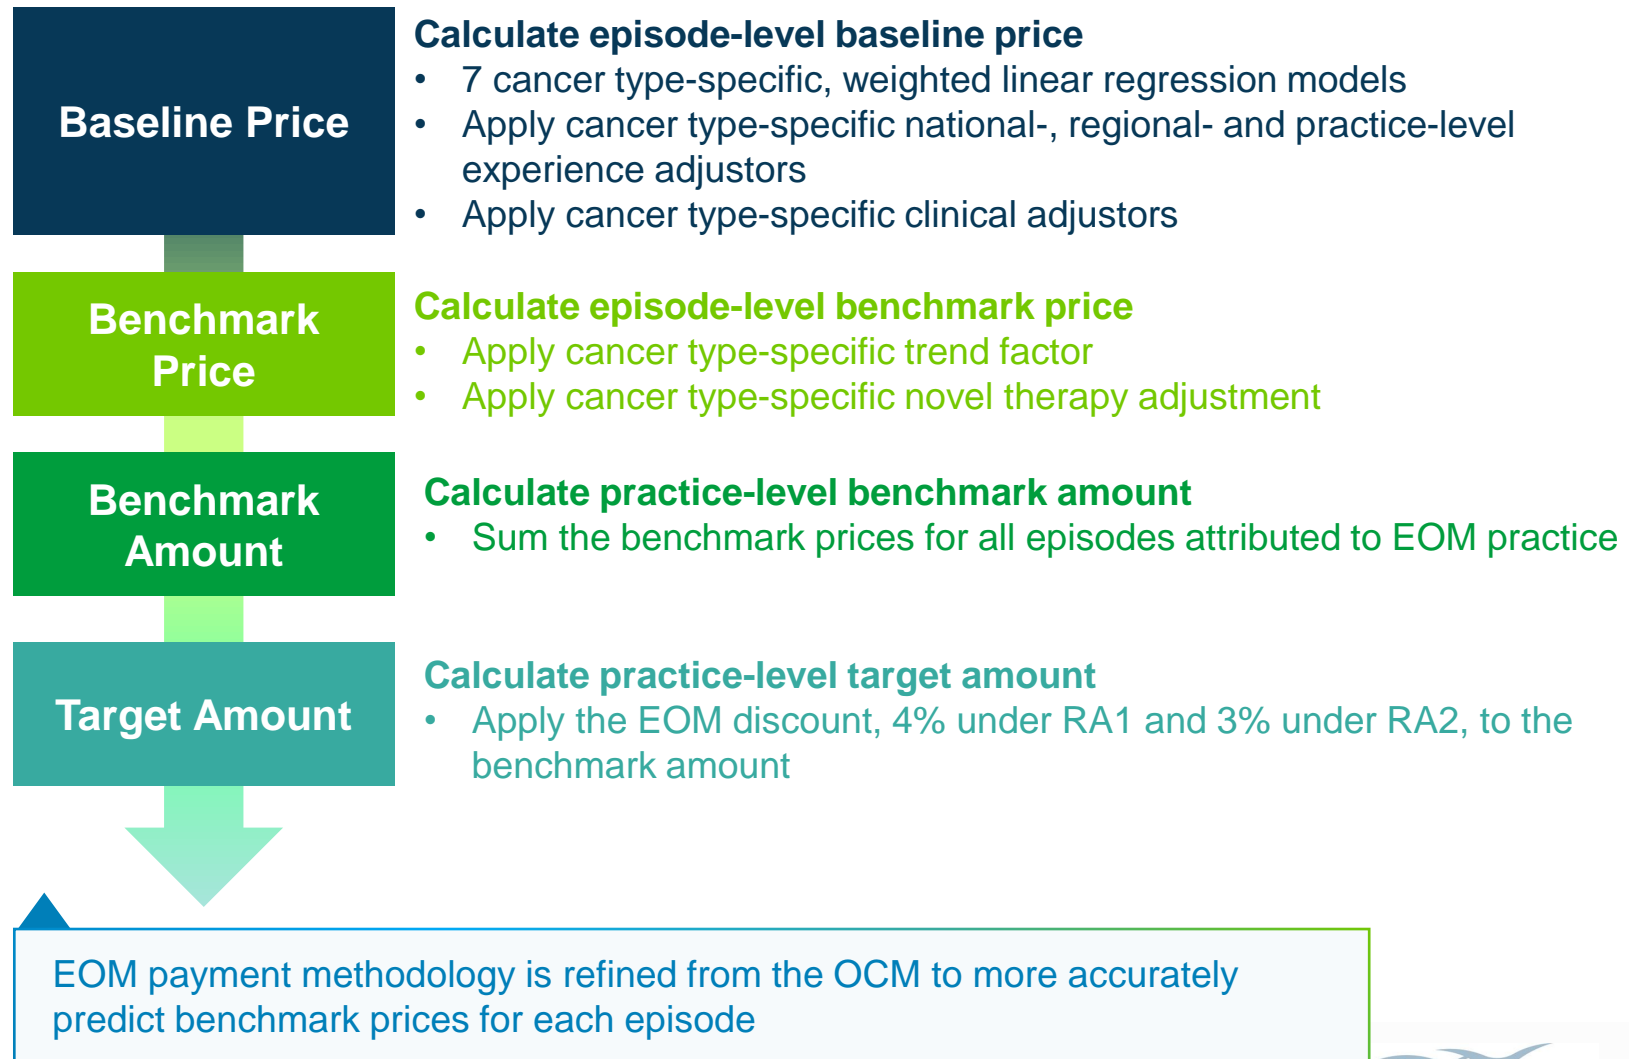 Baseline Price
Calculate episode-level baseline price
• 7 cancer type-specific, weighted linear regression models
• Apply cancer type-specific national-, regional- and practice-level
experience adjustors
• Apply cancer type-specific clinical adjustors
Benchmark
Price
Calculate episode-level benchmark price
• Apply cancer type-specific trend factor
• Apply cancer type-specific novel therapy adjustment
Benchmark
Amount
Calculate practice-level benchmark amount
• Sum the benchmark prices for all episodes attributed to EOM practice
Target Amount
Calculate practice-level target amount
• Apply the EOM discount, 4% under RA1 and 3% under RA2, to the
benchmark amount
EOM payment methodology is refined from the OCM to more accurately
predict benchmark prices for each episode